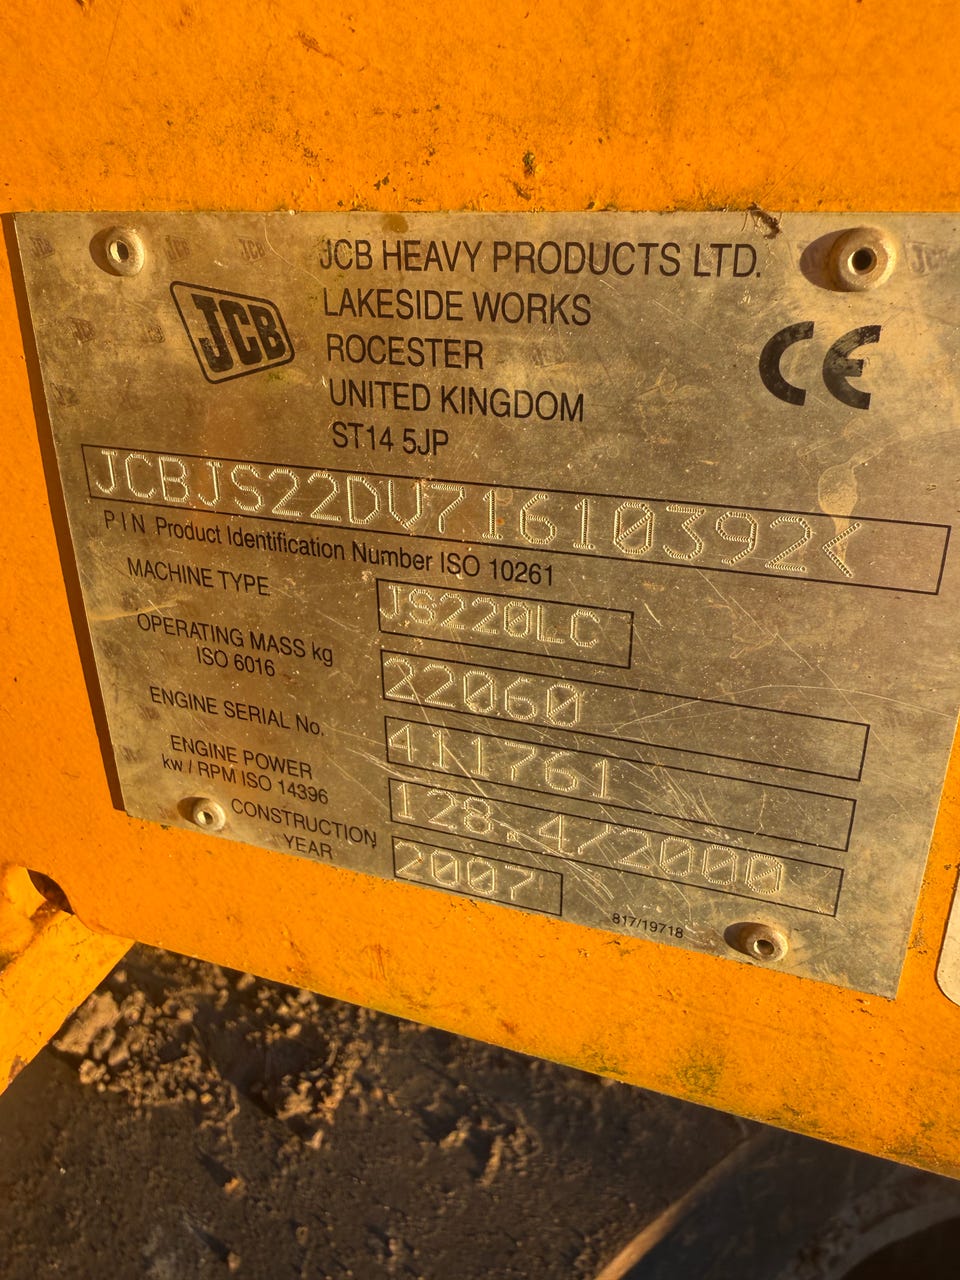 JCB HEAVY PRODUCTS LTD.
LAKESIDE WORKS
JCB
ROCESTER
UNITED KINGDOM
ST14 5JP
CE
JCBJS22DV71610392<
PIN Product Identification Number ISO 10261
MACHINE TYPE JS220LC
OPERATING MASS kg 22060
ISO 6016
ENGINE SERIAL No. 411761
ENGINE POWER 128.4/2000
kw / RPM ISO 14396
CONSTRUCTION 2007
YEAR
817/19718